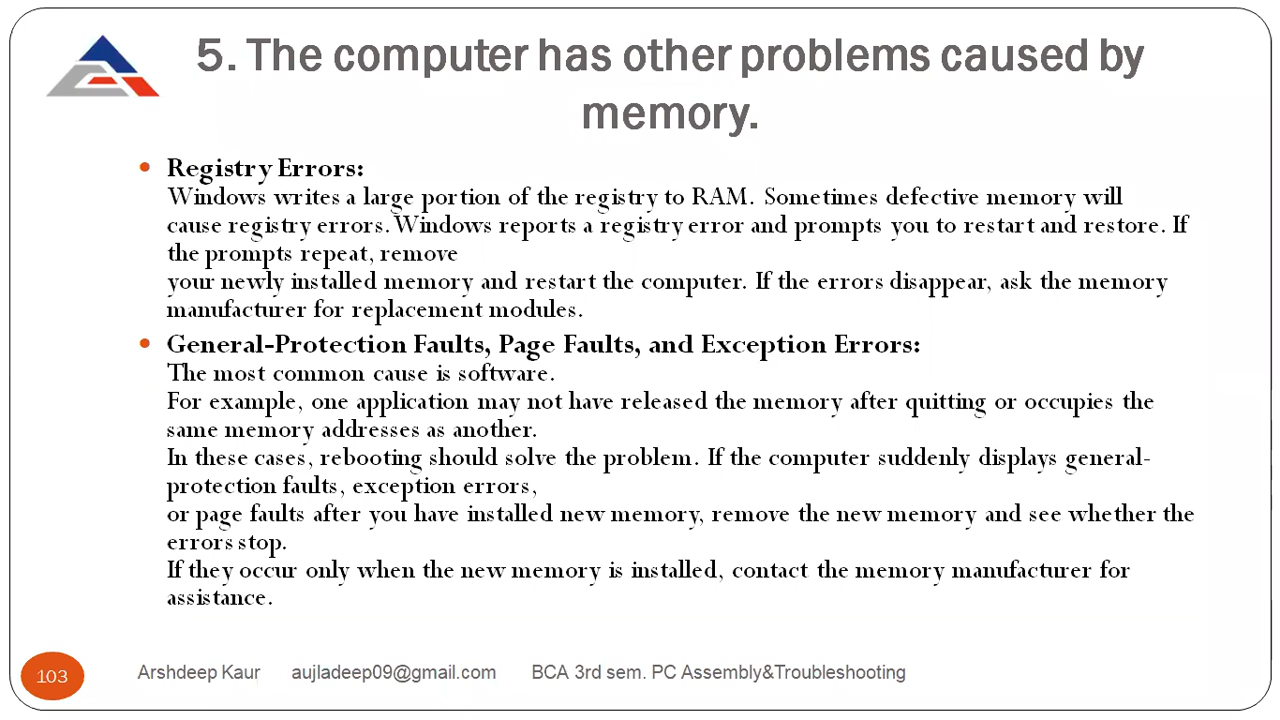 5. The computer has other problems caused by
memory.
• Registry Errors:
Windows writes a large portion of the registry to RAM. Sometimes defective memory will
cause registry errors. Windows reports a registry error and prompts you to restart and restore. If
the prompts repeat, remove
your newly installed memory and restart the computer. If the errors disappear, ask the memory
manufacturer for replacement modules.
• General-Protection Faults, Page Faults, and Exception Errors:
The most common cause is software.
For example, one application may not have released the memory after quitting or occupies the
same memory addresses as another.
In these cases, rebooting should solve the problem. If the computer suddenly displays general-
protection faults, exception errors,
or page faults after you have installed new memory, remove the new memory and see whether the
errors stop.
If they occur only when the new memory is installed, contact the memory manufacturer for
assistance.
103 Arshdeep Kaur aujladeep09@gmail.com BCA 3rd sem. PC Assembly&Troubleshooting